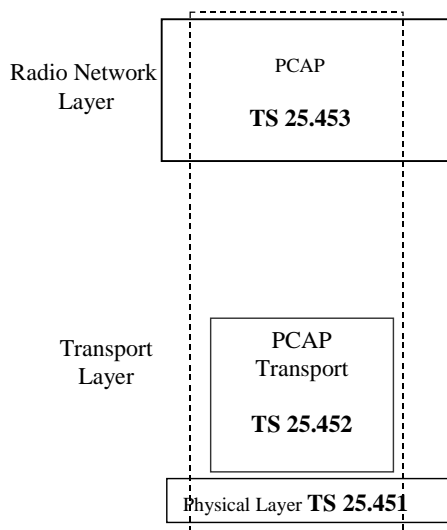 Radio Network
Layer
PCAP
TS 25.453
Transport
Layer
PCAP
Transport
TS 25.452
Physical Layer TS 25.451